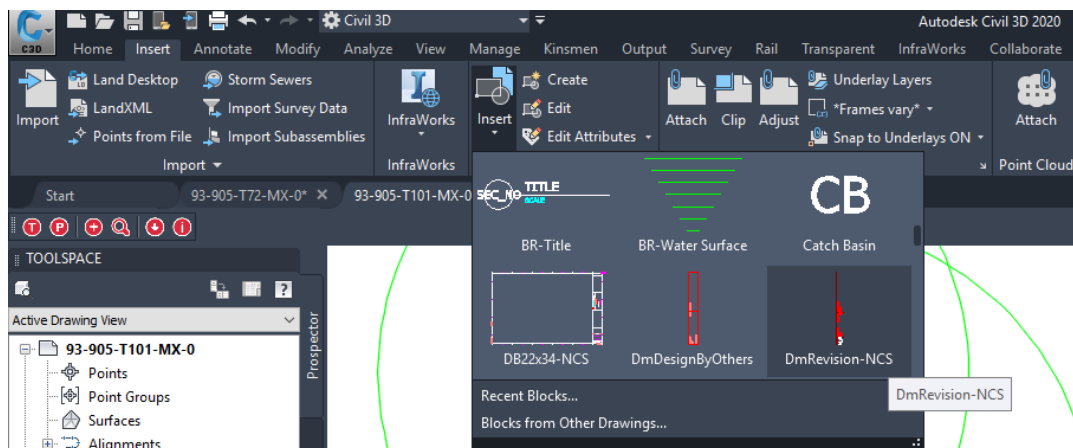 Civil 3D
Autodesk Civil 3D 2020
C3D
Home Insert Annotate Modify Analyze View Manage Kinsmen Output Survey Rail Transparent InfraWorks Collaborate
Land Desktop Storm Sewers Create Underlay Layers
LandXML Import Survey Data Edit *Frames vary*
Import InfraWorks Insert Attach Clip Adjust Attach
Points from File Import Subassemblies Edit Attributes Snap to Underlays ON
Import InfraWorks Point Cloud
Start 93-905-T72-MX-0* 93-905-T101-MX-0
SEC_NO TITLE
SCALE
CB
BR-Title BR-Water Surface Catch Basin
T P i
TOOLSPACE
Active Drawing View
Prospector
93-905-T101-MX-0
Points
Point Groups
Surfaces
Alignments
DB22x34-NCS DmDesignByOthers DmRevision-NCS
Recent Blocks...
DmRevision-NCS
Blocks from Other Drawings...